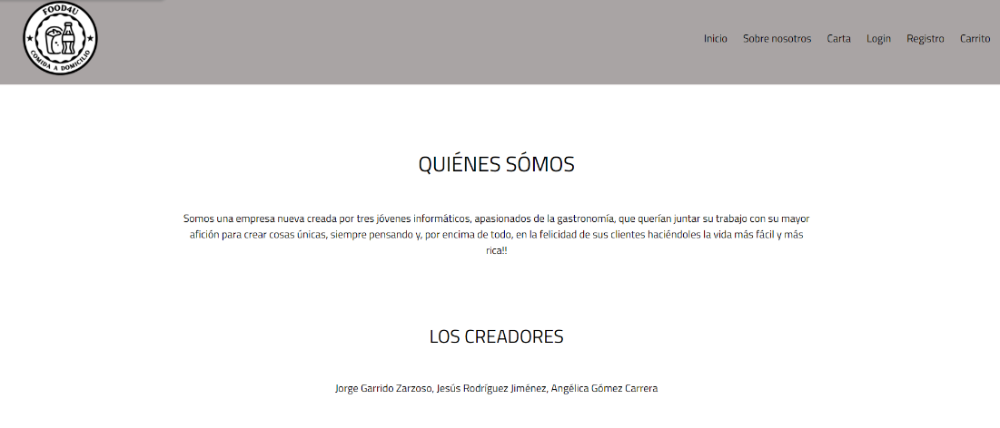 FOOD4U
COMIDA A DOMICILIO
Inicio Sobre nosotros Carta Login Registro Carrito
QUIÉNES SÓMOS
Somos una empresa nueva creada por tres jóvenes informáticos, apasionados de la gastronomía, que querían juntar su trabajo con su mayor
afición para crear cosas únicas, siempre pensando y, por encima de todo, en la felicidad de sus clientes haciéndoles la vida más fácil y más
rica!!
LOS CREADORES
Jorge Garrido Zarzoso, Jesús Rodríguez Jiménez, Angélica Gómez Carrera